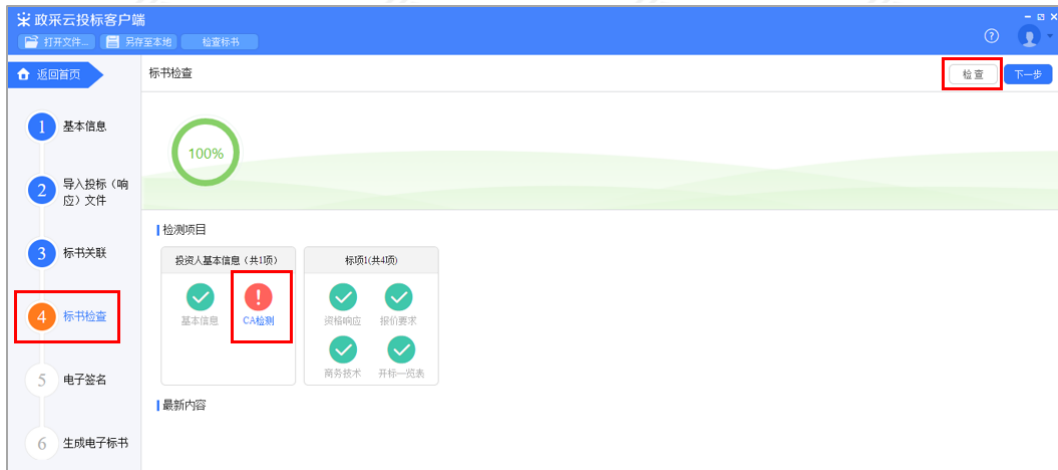 政采云投标客户端
打开文件... 另存至本地 检查标书
返回首页
标书检查
检查 下一步
1 基本信息
2 导入投标（响应）文件
3 标书关联
4 标书检查
5 电子签名
6 生成电子标书
100%
检测项目
投资人基本信息（共1项）
基本信息 CA检测
标项1(共4项)
资格响应 报价要求
商务技术 开标一览表
最新内容